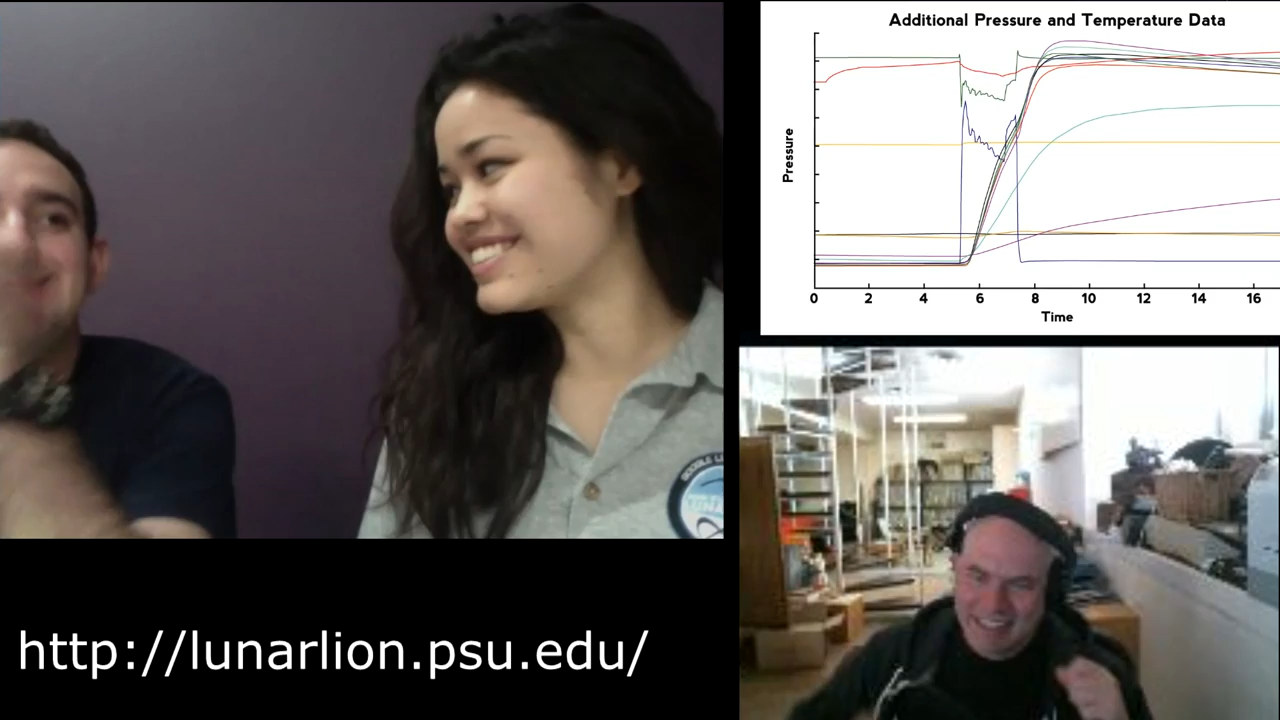 Additional Pressure and Temperature Data
Pressure
0 2 4 6 8 10 12 14 16
Time
http://lunarlion.psu.edu/